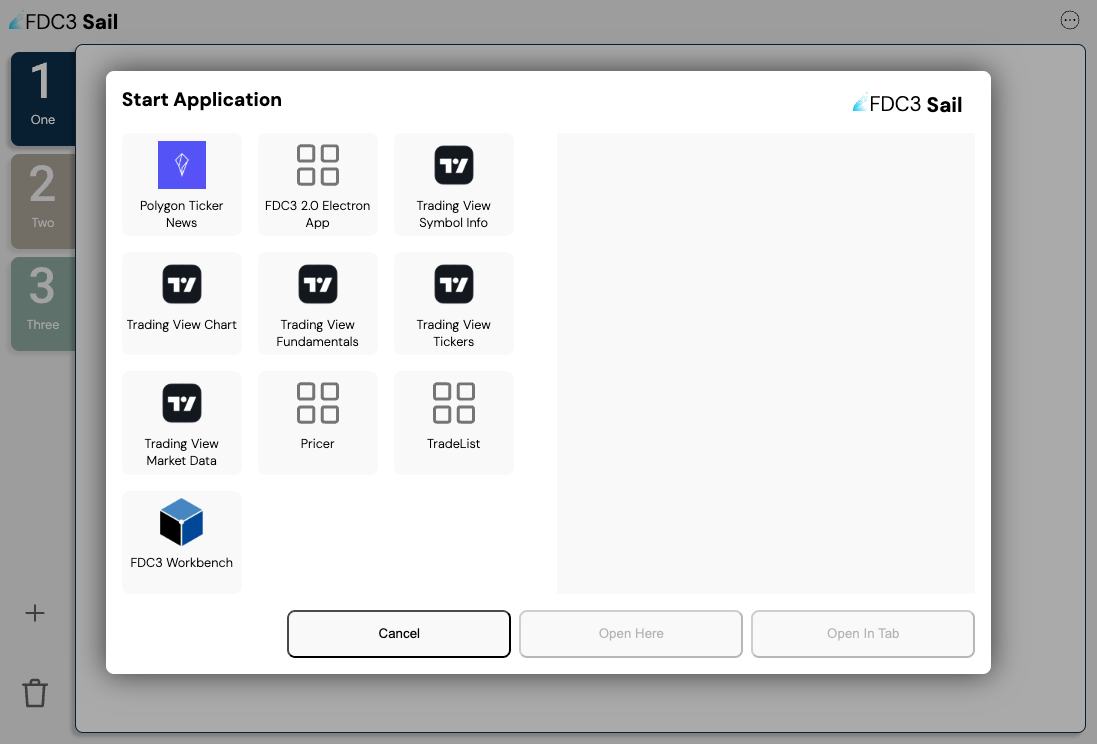 FDC3 Sail
1
One
2
Two
3
Three
Start Application
FDC3 Sail
Polygon Ticker
News
FDC3 2.0 Electron
App
Trading View
Symbol Info
Trading View Chart
Trading View
Fundamentals
Trading View
Tickers
Trading View
Market Data
Pricer
TradeList
FDC3 Workbench
Cancel
Open Here
Open In Tab